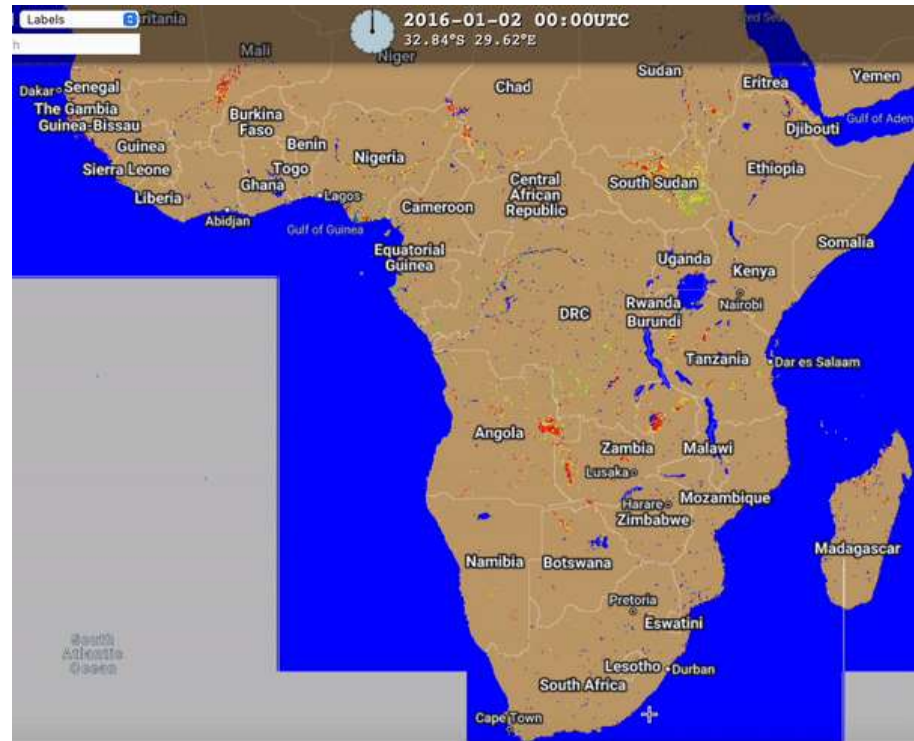 Labels
2016-01-02 00:00UTC
32.84°S 29.62°E
Mali
Niger
Chad
Sudan
Eritrea
Yemen
Dakar
Senegal
The Gambia
Guinea-Bissau
Burkina
Faso
Djibouti
Gulf of Aden
Guinea
Benin
Nigeria
Sierra Leone
Togo
Ghana
Central
African
Republic
South Sudan
Ethiopia
Liberia
Lagos
Cameroon
Abidjan
Gulf of Guinea
Equatorial
Guinea
Somalia
Uganda
Kenya
DRC
Rwanda
Nairobi
Burundi
Tanzania
Dar es Salaam
Angola
Zambia
Malawi
Lusaka
Mozambique
Harare
Zimbabwe
Namibia
Botswana
Madagascar
Pretoria
Eswatini
South
Atlantic
Ocean
Lesotho
Durban
South Africa
Cape Town